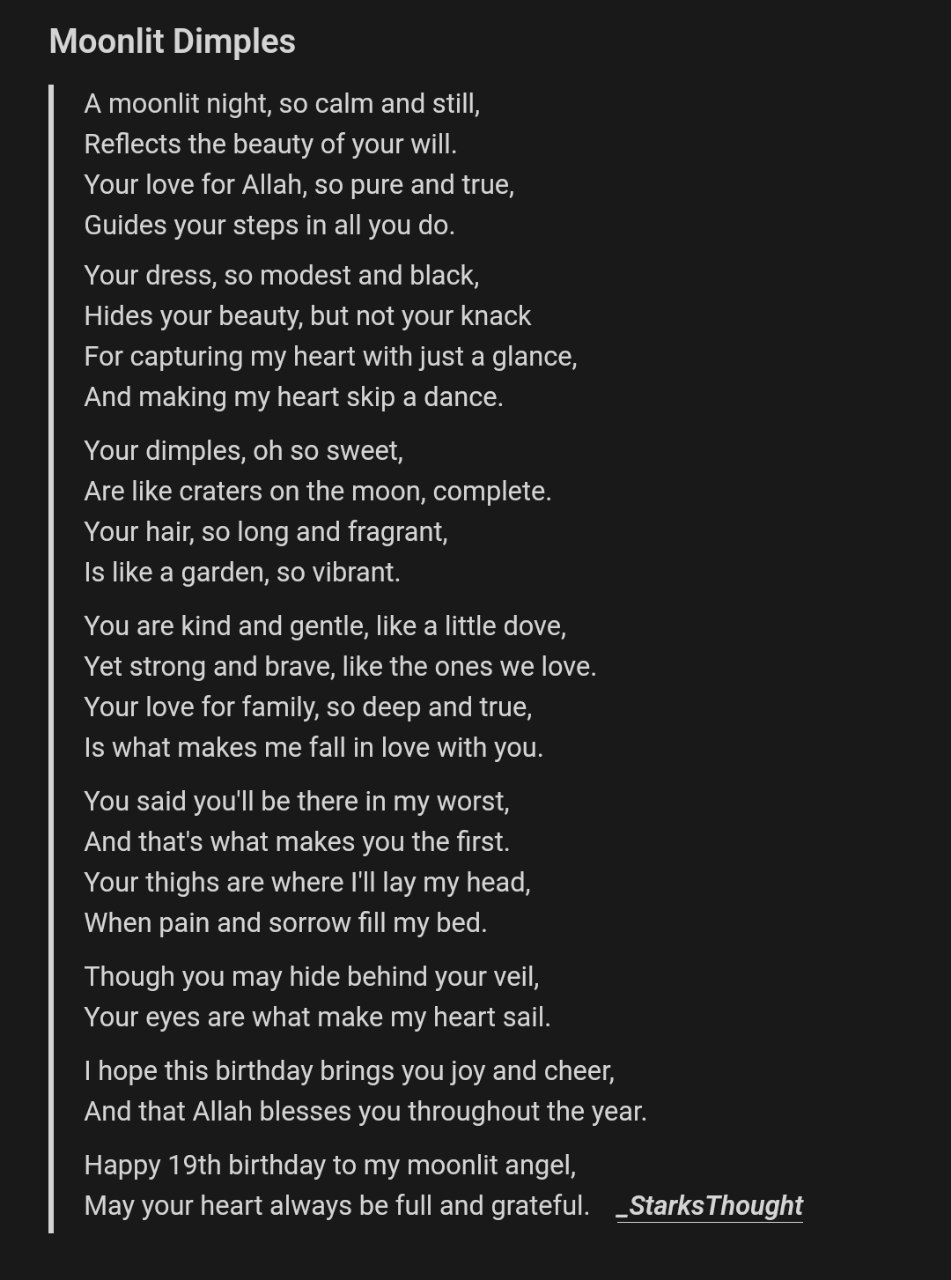 Moonlit Dimples
A moonlit night, so calm and still,
Reflects the beauty of your will.
Your love for Allah, so pure and true,
Guides your steps in all you do.
Your dress, so modest and black,
Hides your beauty, but not your knack
For capturing my heart with just a glance,
And making my heart skip a dance.
Your dimples, oh so sweet,
Are like craters on the moon, complete.
Your hair, so long and fragrant,
Is like a garden, so vibrant.
You are kind and gentle, like a little dove,
Yet strong and brave, like the ones we love.
Your love for family, so deep and true,
Is what makes me fall in love with you.
You said you'll be there in my worst,
And that's what makes you the first.
Your thighs are where I'll lay my head,
When pain and sorrow fill my bed.
Though you may hide behind your veil,
Your eyes are what make my heart sail.
I hope this birthday brings you joy and cheer,
And that Allah blesses you throughout the year.
Happy 19th birthday to my moonlit angel,
May your heart always be full and grateful. _StarksThought